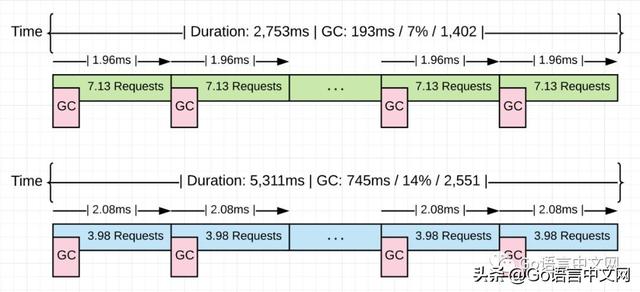 Time
| Duration: 2,753ms | GC: 193ms / 7% / 1,402 |
| 1.96ms | | 1.96ms | | 1.96ms | | 1.96ms |
7.13 Requests 7.13 Requests ... 7.13 Requests 7.13 Requests
GC GC GC GC
Time
| Duration: 5,311ms | GC: 745ms / 14% / 2,551 |
| 2.08ms | | 2.08ms | | 2.08ms | | 2.08ms |
3.98 Requests 3.98 Requests ... 3.98 Requests 3.98 Requests
GC GC GC GC
Go语言中文网
头条 @Go语言中文网